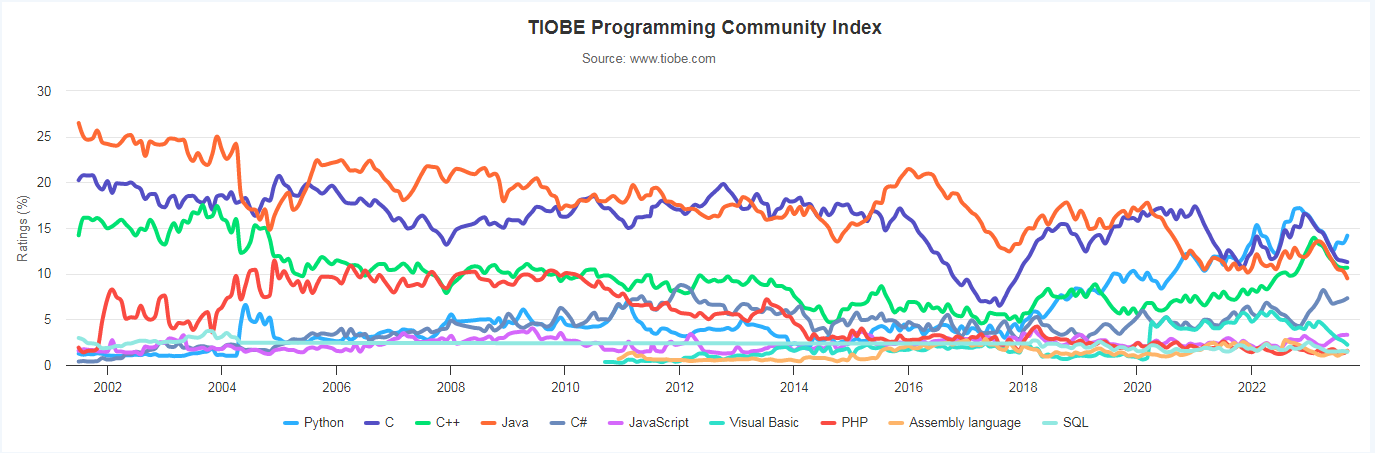 TIOBE Programming Community Index
Source: www.tiobe.com
Ratings (%)
30
25
20
15
10
5
0
2002 2004 2006 2008 2010 2012 2014 2016 2018 2020 2022
Python C C++ Java C# JavaScript Visual Basic PHP Assembly language SQL